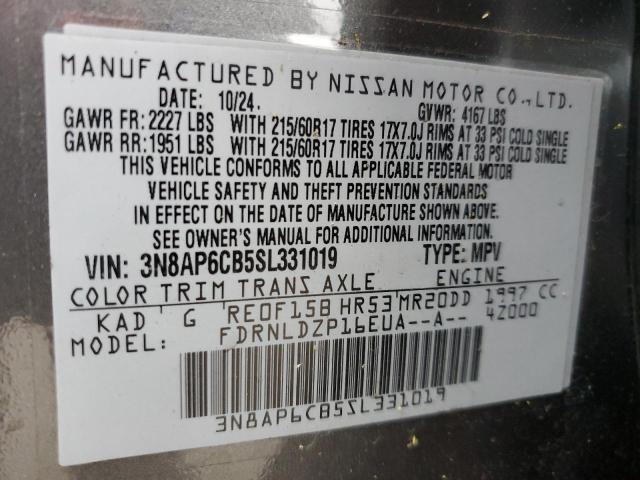 MANUFACTURED BY NISSAN MOTOR CO., LTD.
DATE: 10/24. GVWR: 4167 LBS
GAWR FR: 2227 LBS WITH 215/60R17 TIRES 17X7.0J RIMS AT 33 PSI COLD SINGLE
GAWR RR: 1951 LBS WITH 215/60R17 TIRES 17X7.0J RIMS AT 33 PSI COLD SINGLE
THIS VEHICLE CONFORMS TO ALL APPLICABLE FEDERAL MOTOR
VEHICLE SAFETY AND THEFT PREVENTION STANDARDS
IN EFFECT ON THE DATE OF MANUFACTURE SHOWN ABOVE.
SEE OWNER'S MANUAL FOR ADDITIONAL INFORMATION.
VIN: 3N8AP6CB5SL331019 TYPE: MPV
COLOR TRIM TRANS AXLE ENGINE
KAD G RE0F15B HR53 MR20DD 1997 CC
MODEL: FDRNLDZP16EUA--A-- 4Z000
3N8AP6CB5SL331019